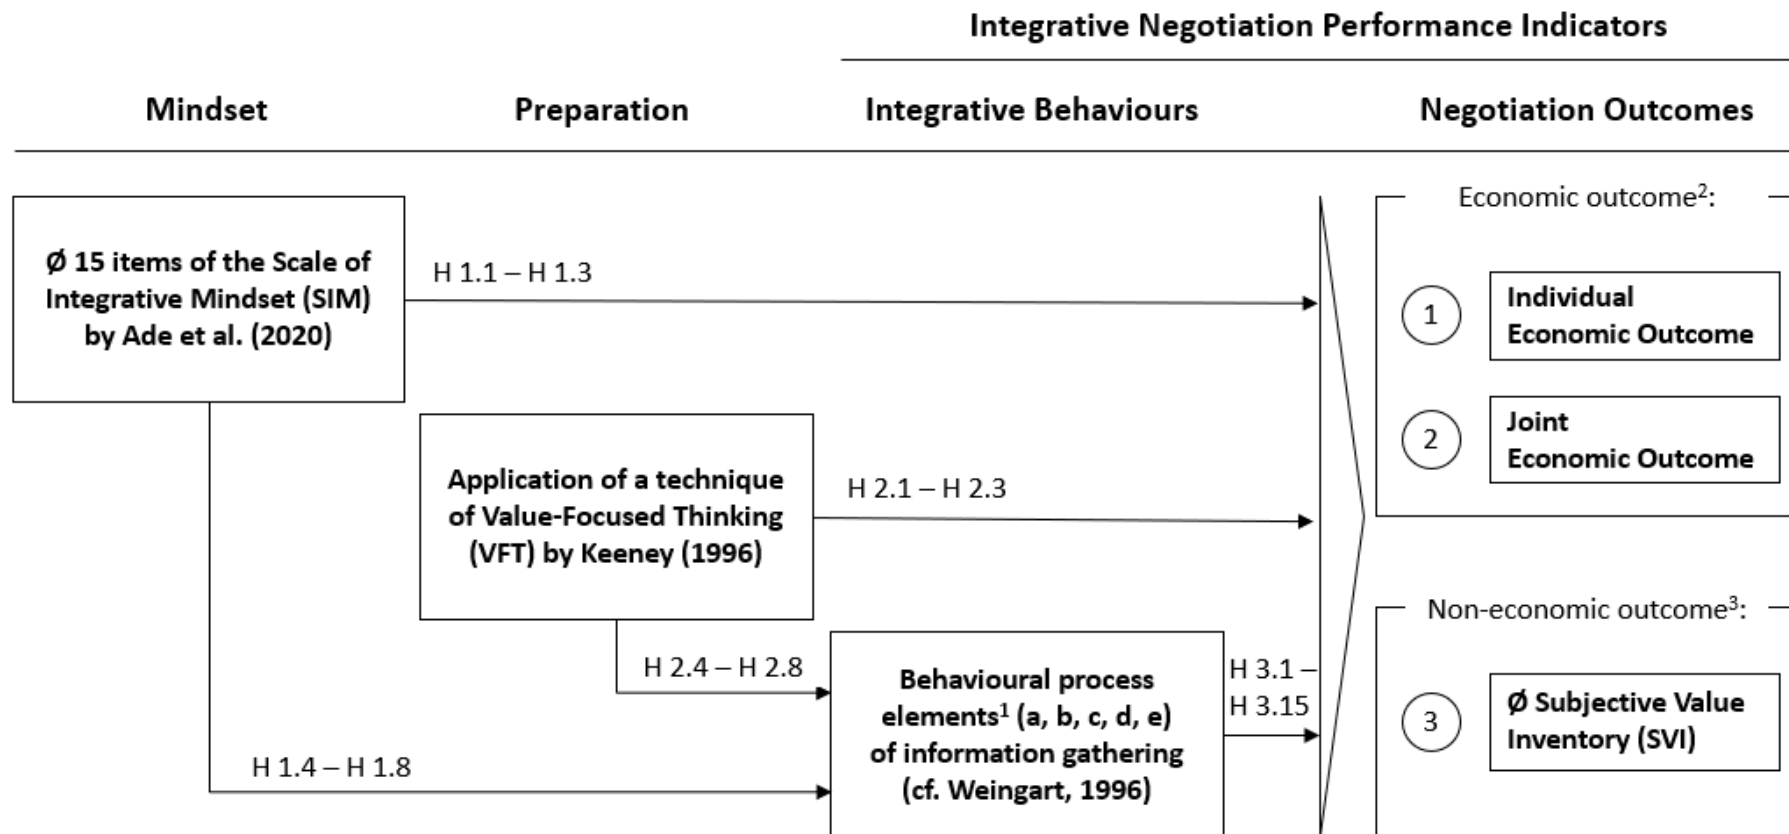 Integrative Negotiation Performance Indicators
Mindset
Preparation
Integrative Behaviours
Negotiation Outcomes
Ø 15 items of the Scale of
Integrative Mindset (SIM)
by Ade et al. (2020)
H 1.1 – H 1.3
Economic outcome²:
1
Individual
Economic Outcome
2
Joint
Economic Outcome
Application of a technique
of Value-Focused Thinking
(VFT) by Keeney (1996)
H 2.1 – H 2.3
H 2.4 – H 2.8
H 1.4 – H 1.8
Behavioural process
elements¹ (a, b, c, d, e)
of information gathering
(cf. Weingart, 1996)
H 3.1 –
H 3.15
Non-economic outcome³:
3
Ø Subjective Value
Inventory (SVI)